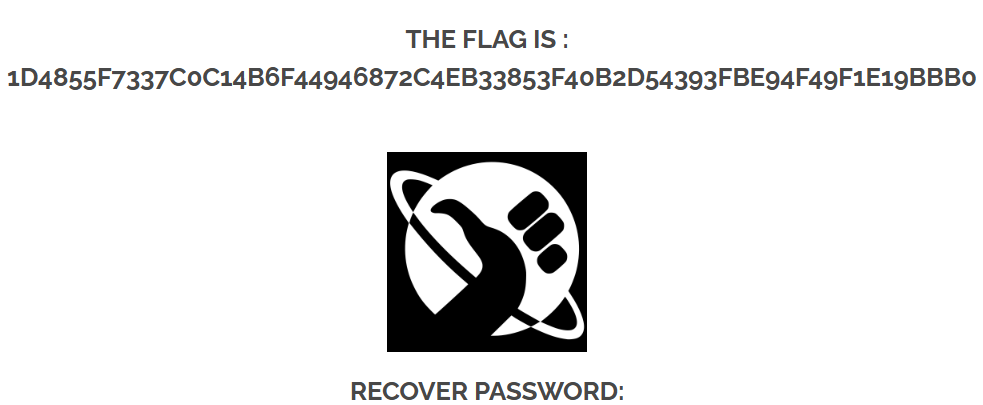 THE FLAG IS :
1D4855F7337C0C14B6F44946872C4EB33853F40B2D54393FBE94F49F1E19BBB0
RECOVER PASSWORD: